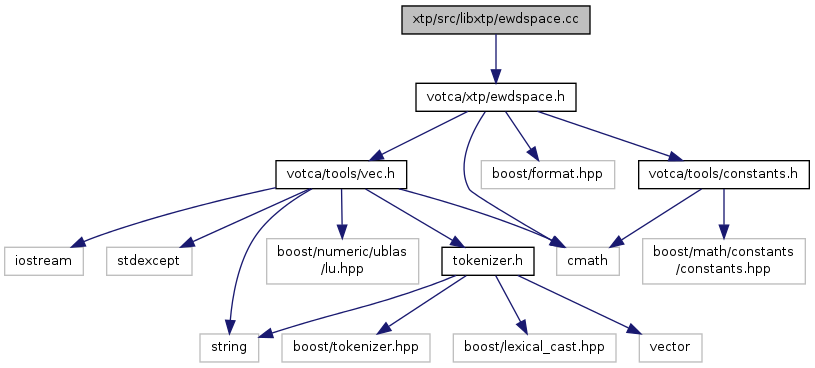 xtp/src/libxtp/ewdspace.cc
votca/xtp/ewdspace.h
votca/tools/vec.h
boost/format.hpp
votca/tools/constants.h
iostream
stdexcept
boost/numeric/ublas
/lu.hpp
tokenizer.h
cmath
boost/math/constants
/constants.hpp
string
boost/tokenizer.hpp
boost/lexical_cast.hpp
vector